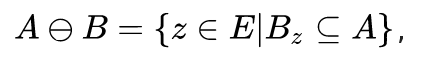 A ⊖ B = {z ∈ E|B_z ⊆ A},